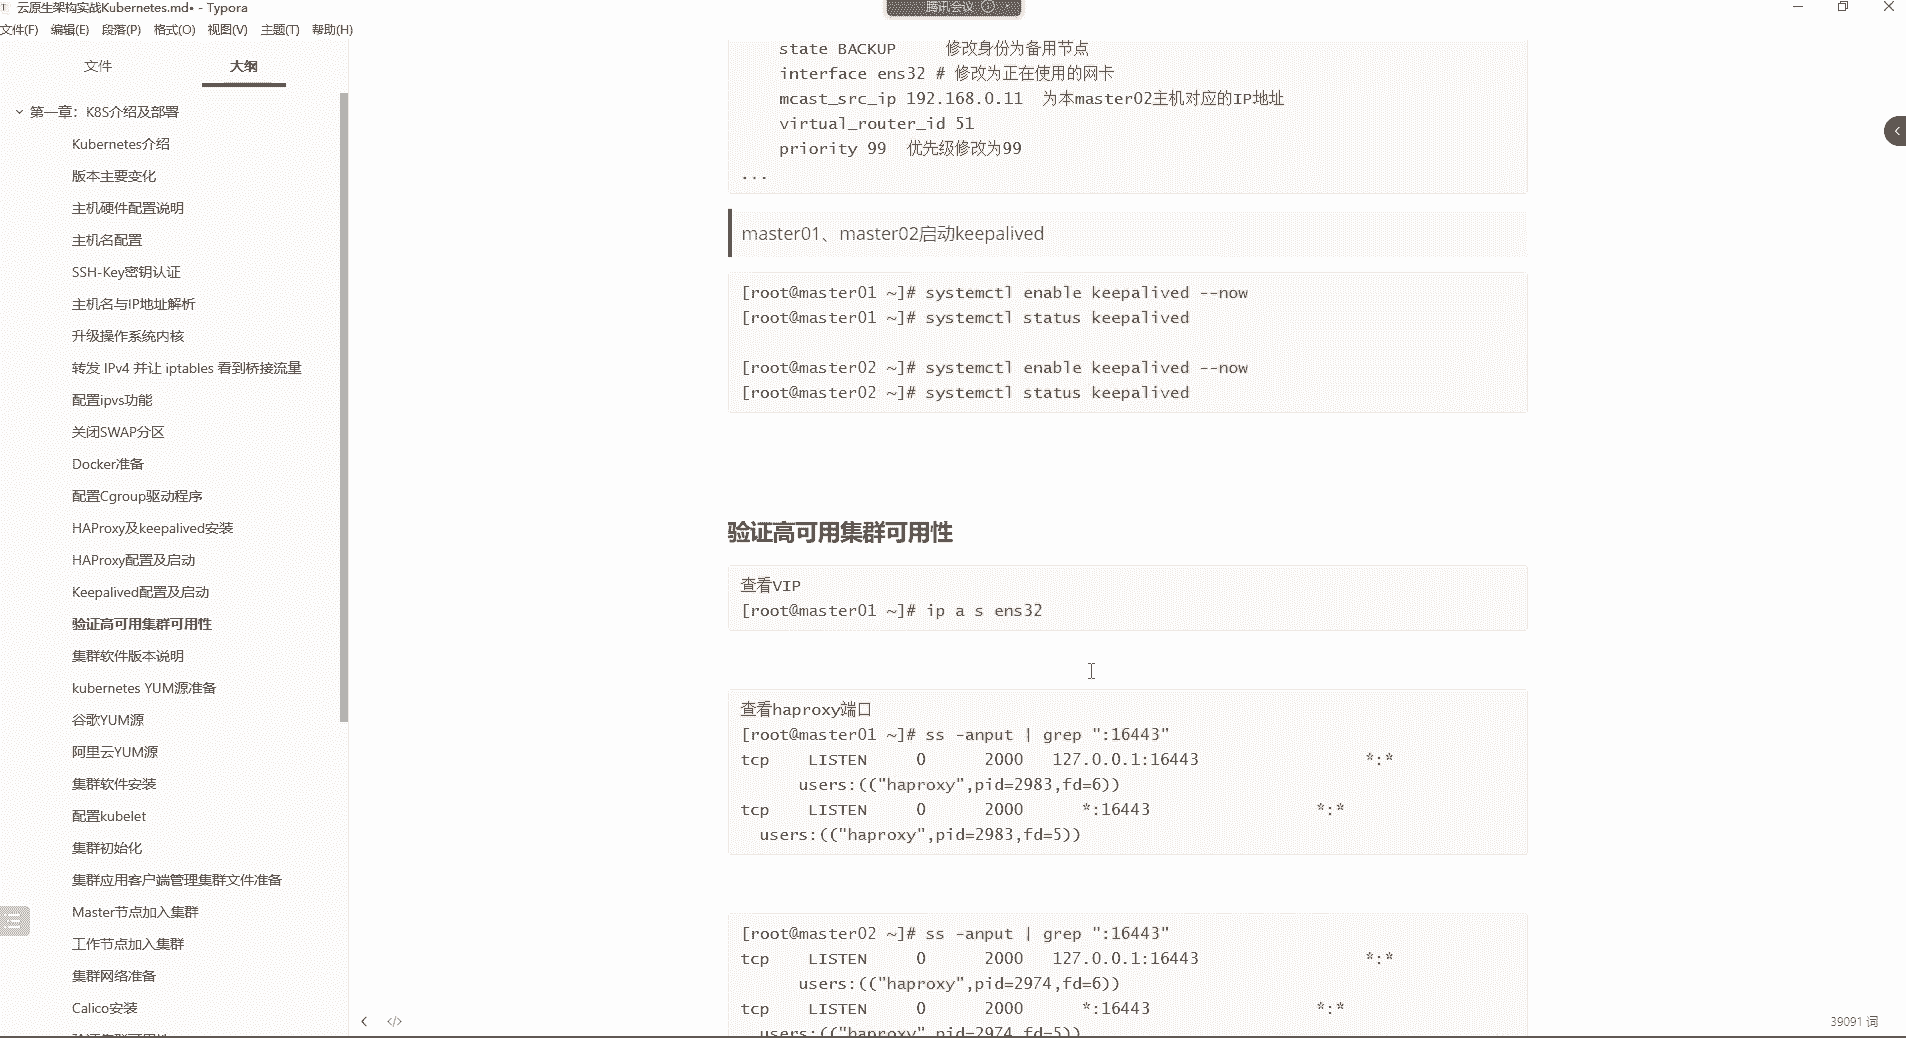 云原生架构实战Kubernetes.md• - Typora
腾讯会议
文件(F) 编辑(E) 段落(P) 格式(O) 视图(V) 主题(T) 帮助(H)
文件 大纲
第一章：K8S介绍及部署
Kubernetes介绍
版本主要变化
主机硬件配置说明
主机名配置
SSH-Key密钥认证
主机名与IP地址解析
升级操作系统内核
转发 IPv4 并让 iptables 看到桥接流量
配置ipvs功能
关闭SWAP分区
Docker准备
配置Cgroup驱动程序
HAProxy及keepalived安装
HAProxy配置及启动
Keepalived配置及启动
验证高可用集群可用性
集群软件版本说明
kubernetes YUM源准备
谷歌YUM源
阿里云YUM源
集群软件安装
配置kubelet
集群初始化
集群应用客户端管理集群文件准备
Master节点加入集群
工作节点加入集群
集群网络准备
Calico安装
state BACKUP 修改身份为备用节点
interface ens32 # 修改为正在使用的网卡
mcast_src_ip 192.168.0.11 为本master02主机对应的IP地址
virtual_router_id 51
priority 99 优先级修改为99
...
master01、master02启动keepalived
[root@master01 ~]# systemctl enable keepalived --now
[root@master01 ~]# systemctl status keepalived
[root@master02 ~]# systemctl enable keepalived --now
[root@master02 ~]# systemctl status keepalived
验证高可用集群可用性
查看VIP
[root@master01 ~]# ip a s ens32
查看haproxy端口
[root@master01 ~]# ss -anput | grep ":16443"
tcp LISTEN 0 2000 127.0.0.1:16443 *:*
users:(("haproxy",pid=2983,fd=6))
tcp LISTEN 0 2000 *:16443 *:*
users:(("haproxy",pid=2983,fd=5))
[root@master02 ~]# ss -anput | grep ":16443"
tcp LISTEN 0 2000 127.0.0.1:16443 *:*
users:(("haproxy",pid=2974,fd=6))
tcp LISTEN 0 2000 *:16443 *:*
users:(("haproxy",pid=2974,fd=5))
39091 词